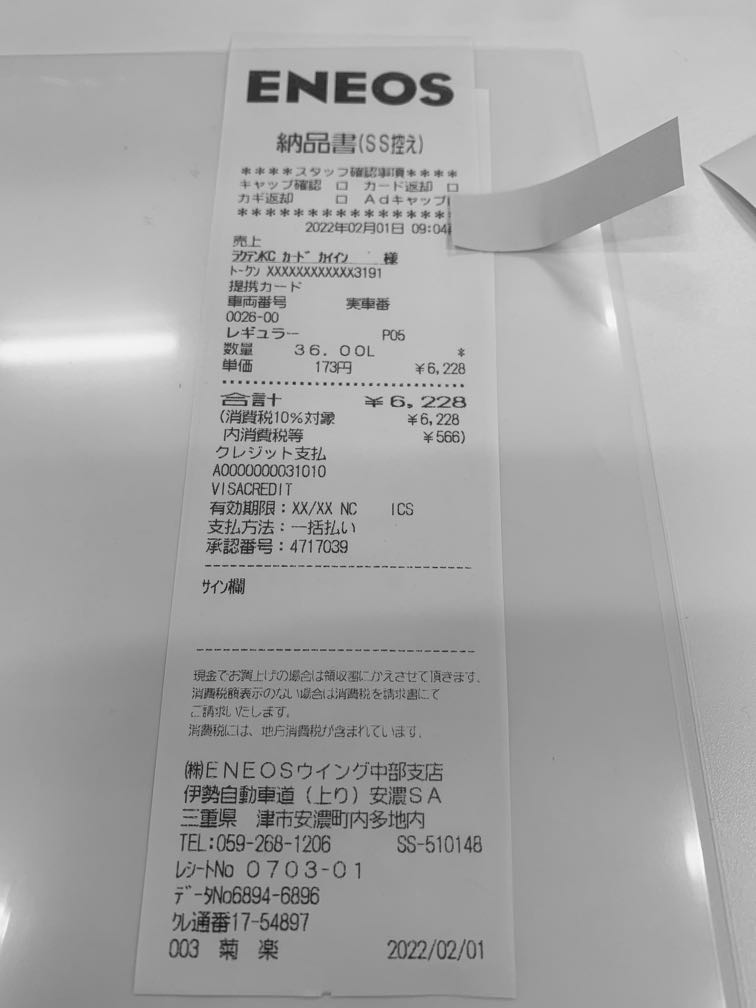 ENEOS
納品書(SS控え)
****スタッフ確認事項****
キャップ確認 □ カード返却 □
カギ返却 □ Adキャップ
****************
2022年02月01日 09:04
売上
ラクテンKC カード カイイン 様
トークン XXXXXXXXXXXX3191
提携カード
車両番号 実車番
0026-00
レギュラー P05
数量 36.00L *
単価 173円 ¥6,228
合計 ¥6,228
(消費税10%対象 ¥6,228
内消費税等 ¥566)
クレジット支払
A0000000031010
VISACREDIT
有効期限:XX/XX NC ICS
支払方法:一括払い
承認番号:4717039
サイン欄
現金でお買上げの場合は領収書にかえさせて頂きます。
消費税額表示のない場合は消費税を請求書にて
ご請求いたします。
消費税には、地方消費税が含まれています。
(株)ENEOSウイング中部支店
伊勢自動車道(上り)安濃SA
三重県 津市安濃町内多地内
TEL:059-268-1206 SS-510148
レシートNo 0703-01
データNo6894-6896
クレ通番17-54897
003 菊 楽 2022/02/01